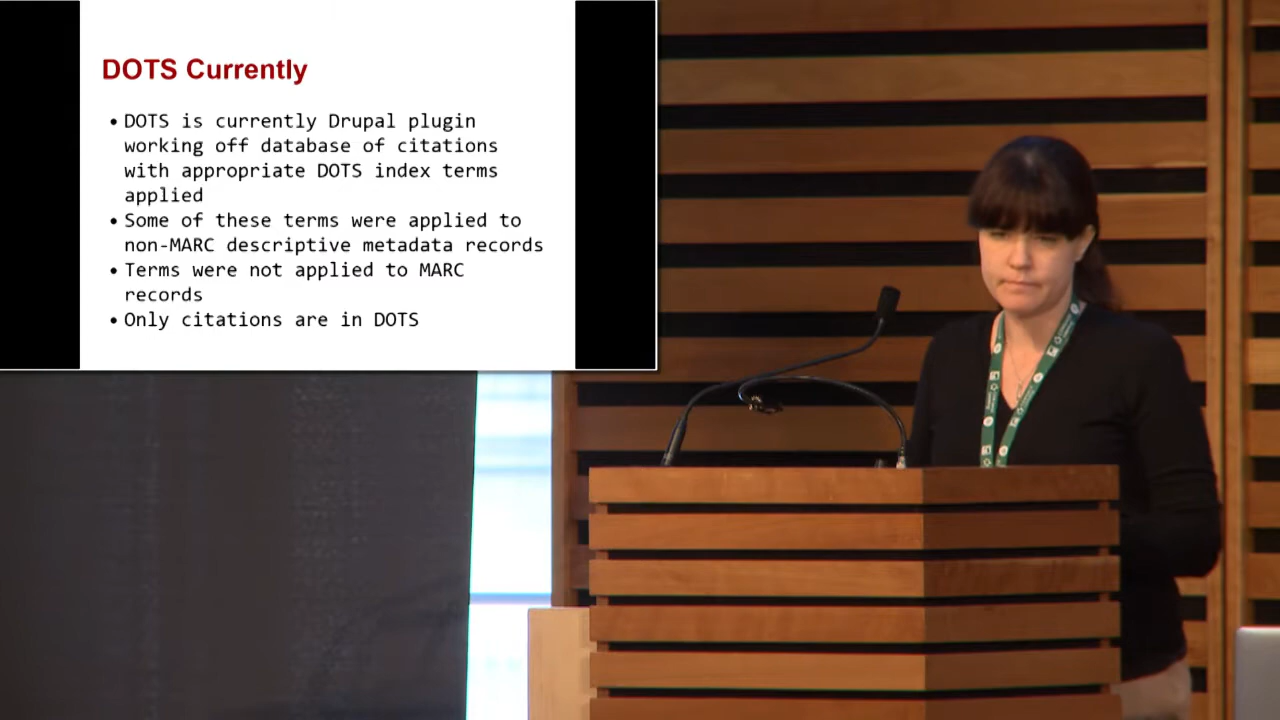 DOTS Currently
• DOTS is currently Drupal plugin
working off database of citations
with appropriate DOTS index terms
applied
• Some of these terms were applied to
non-MARC descriptive metadata records
• Terms were not applied to MARC
records
• Only citations are in DOTS